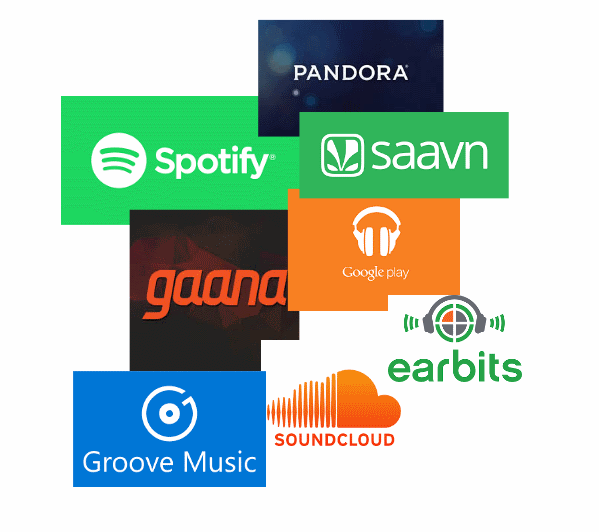 PANDORA®
Spotify®
saavn
gaana
Google play
earbits
SOUNDCLOUD
Groove Music